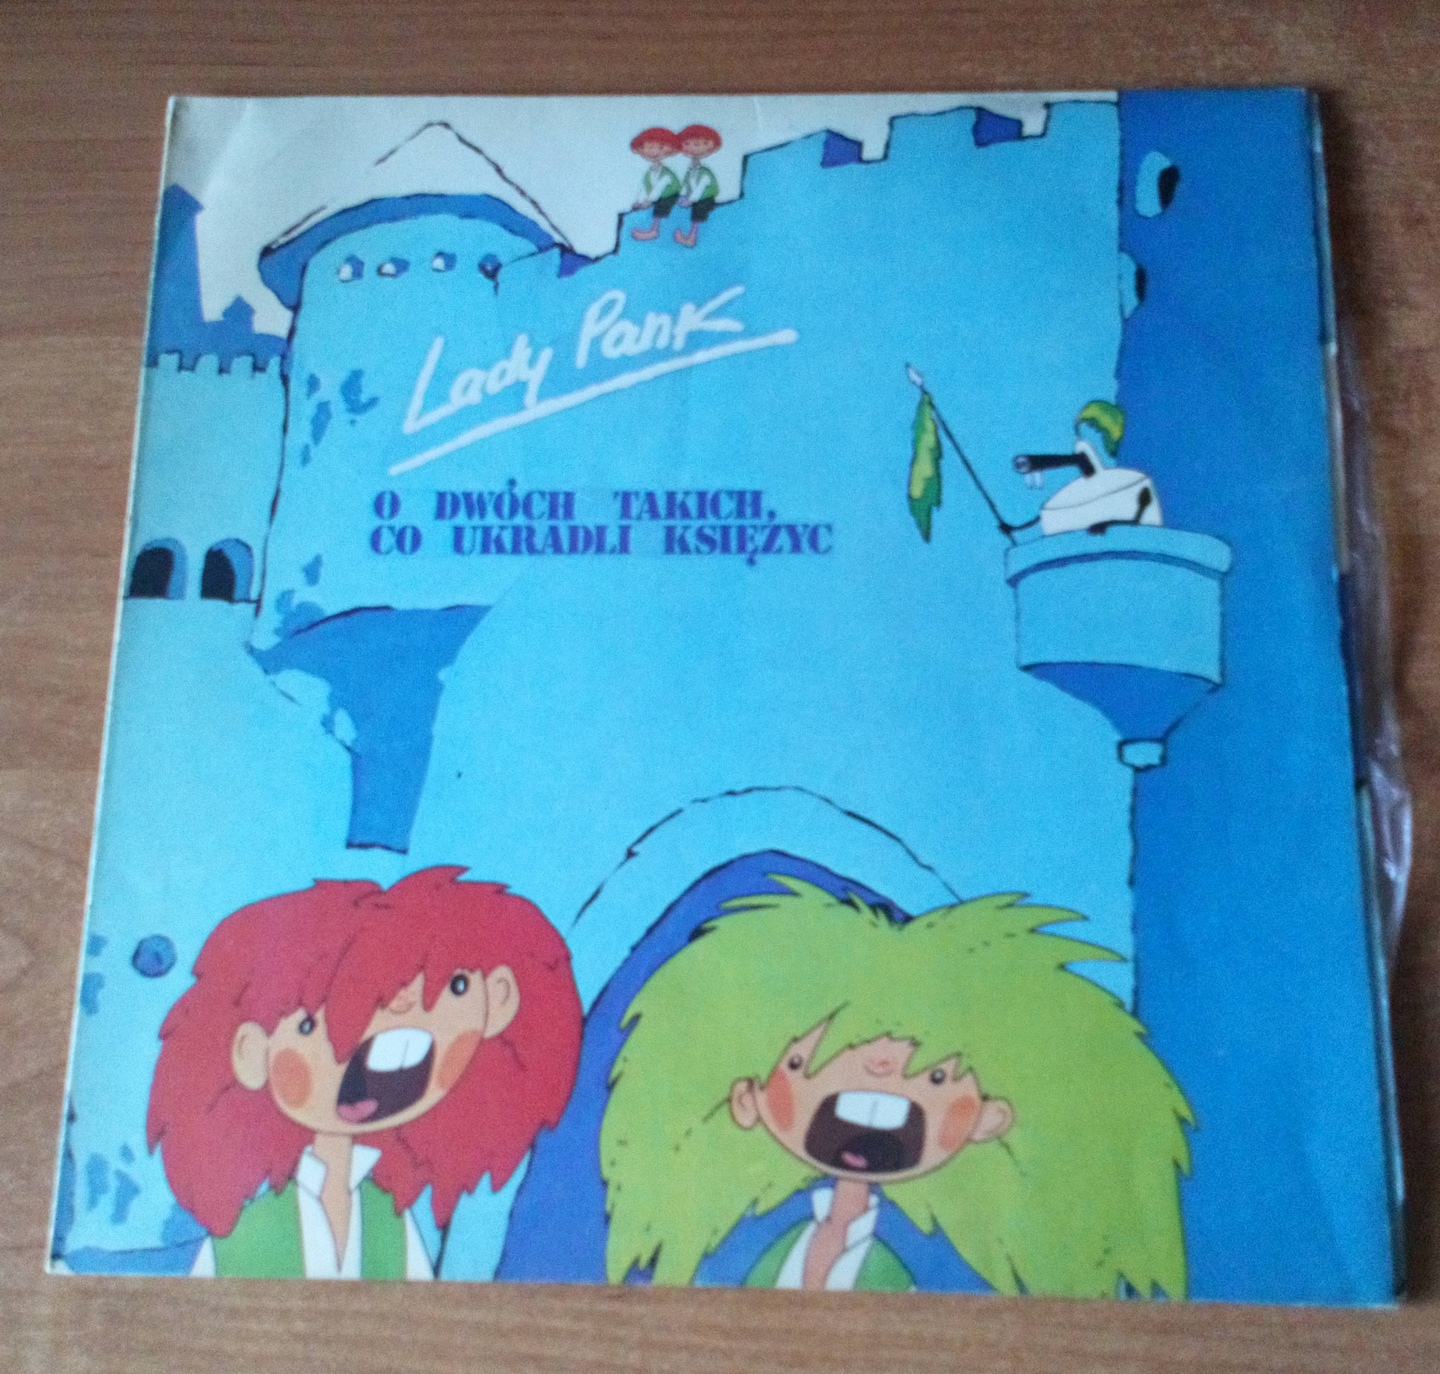 Lady Pank
O DWÓCH TAKICH,
CO UKRADLI KSIĘŻYC